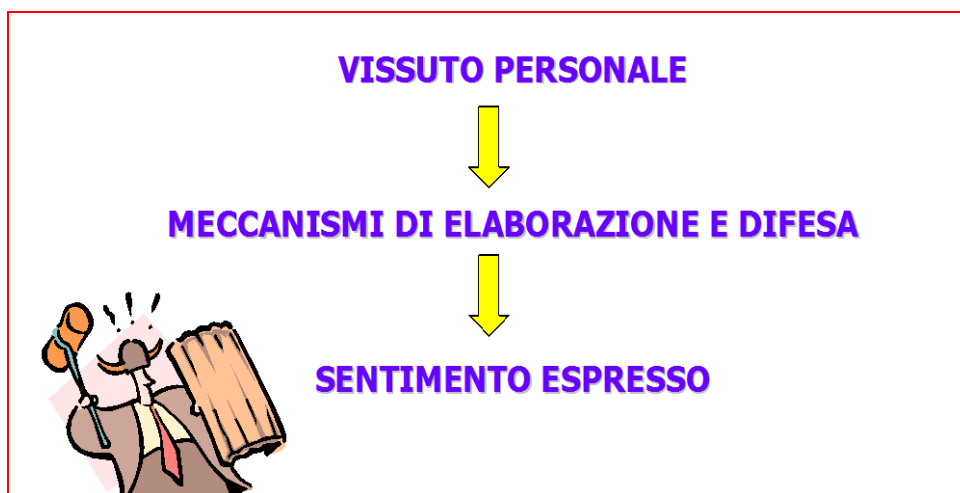 VISSUTO PERSONALE
MECCANISMI DI ELABORAZIONE E DIFESA
SENTIMENTO ESPRESSO